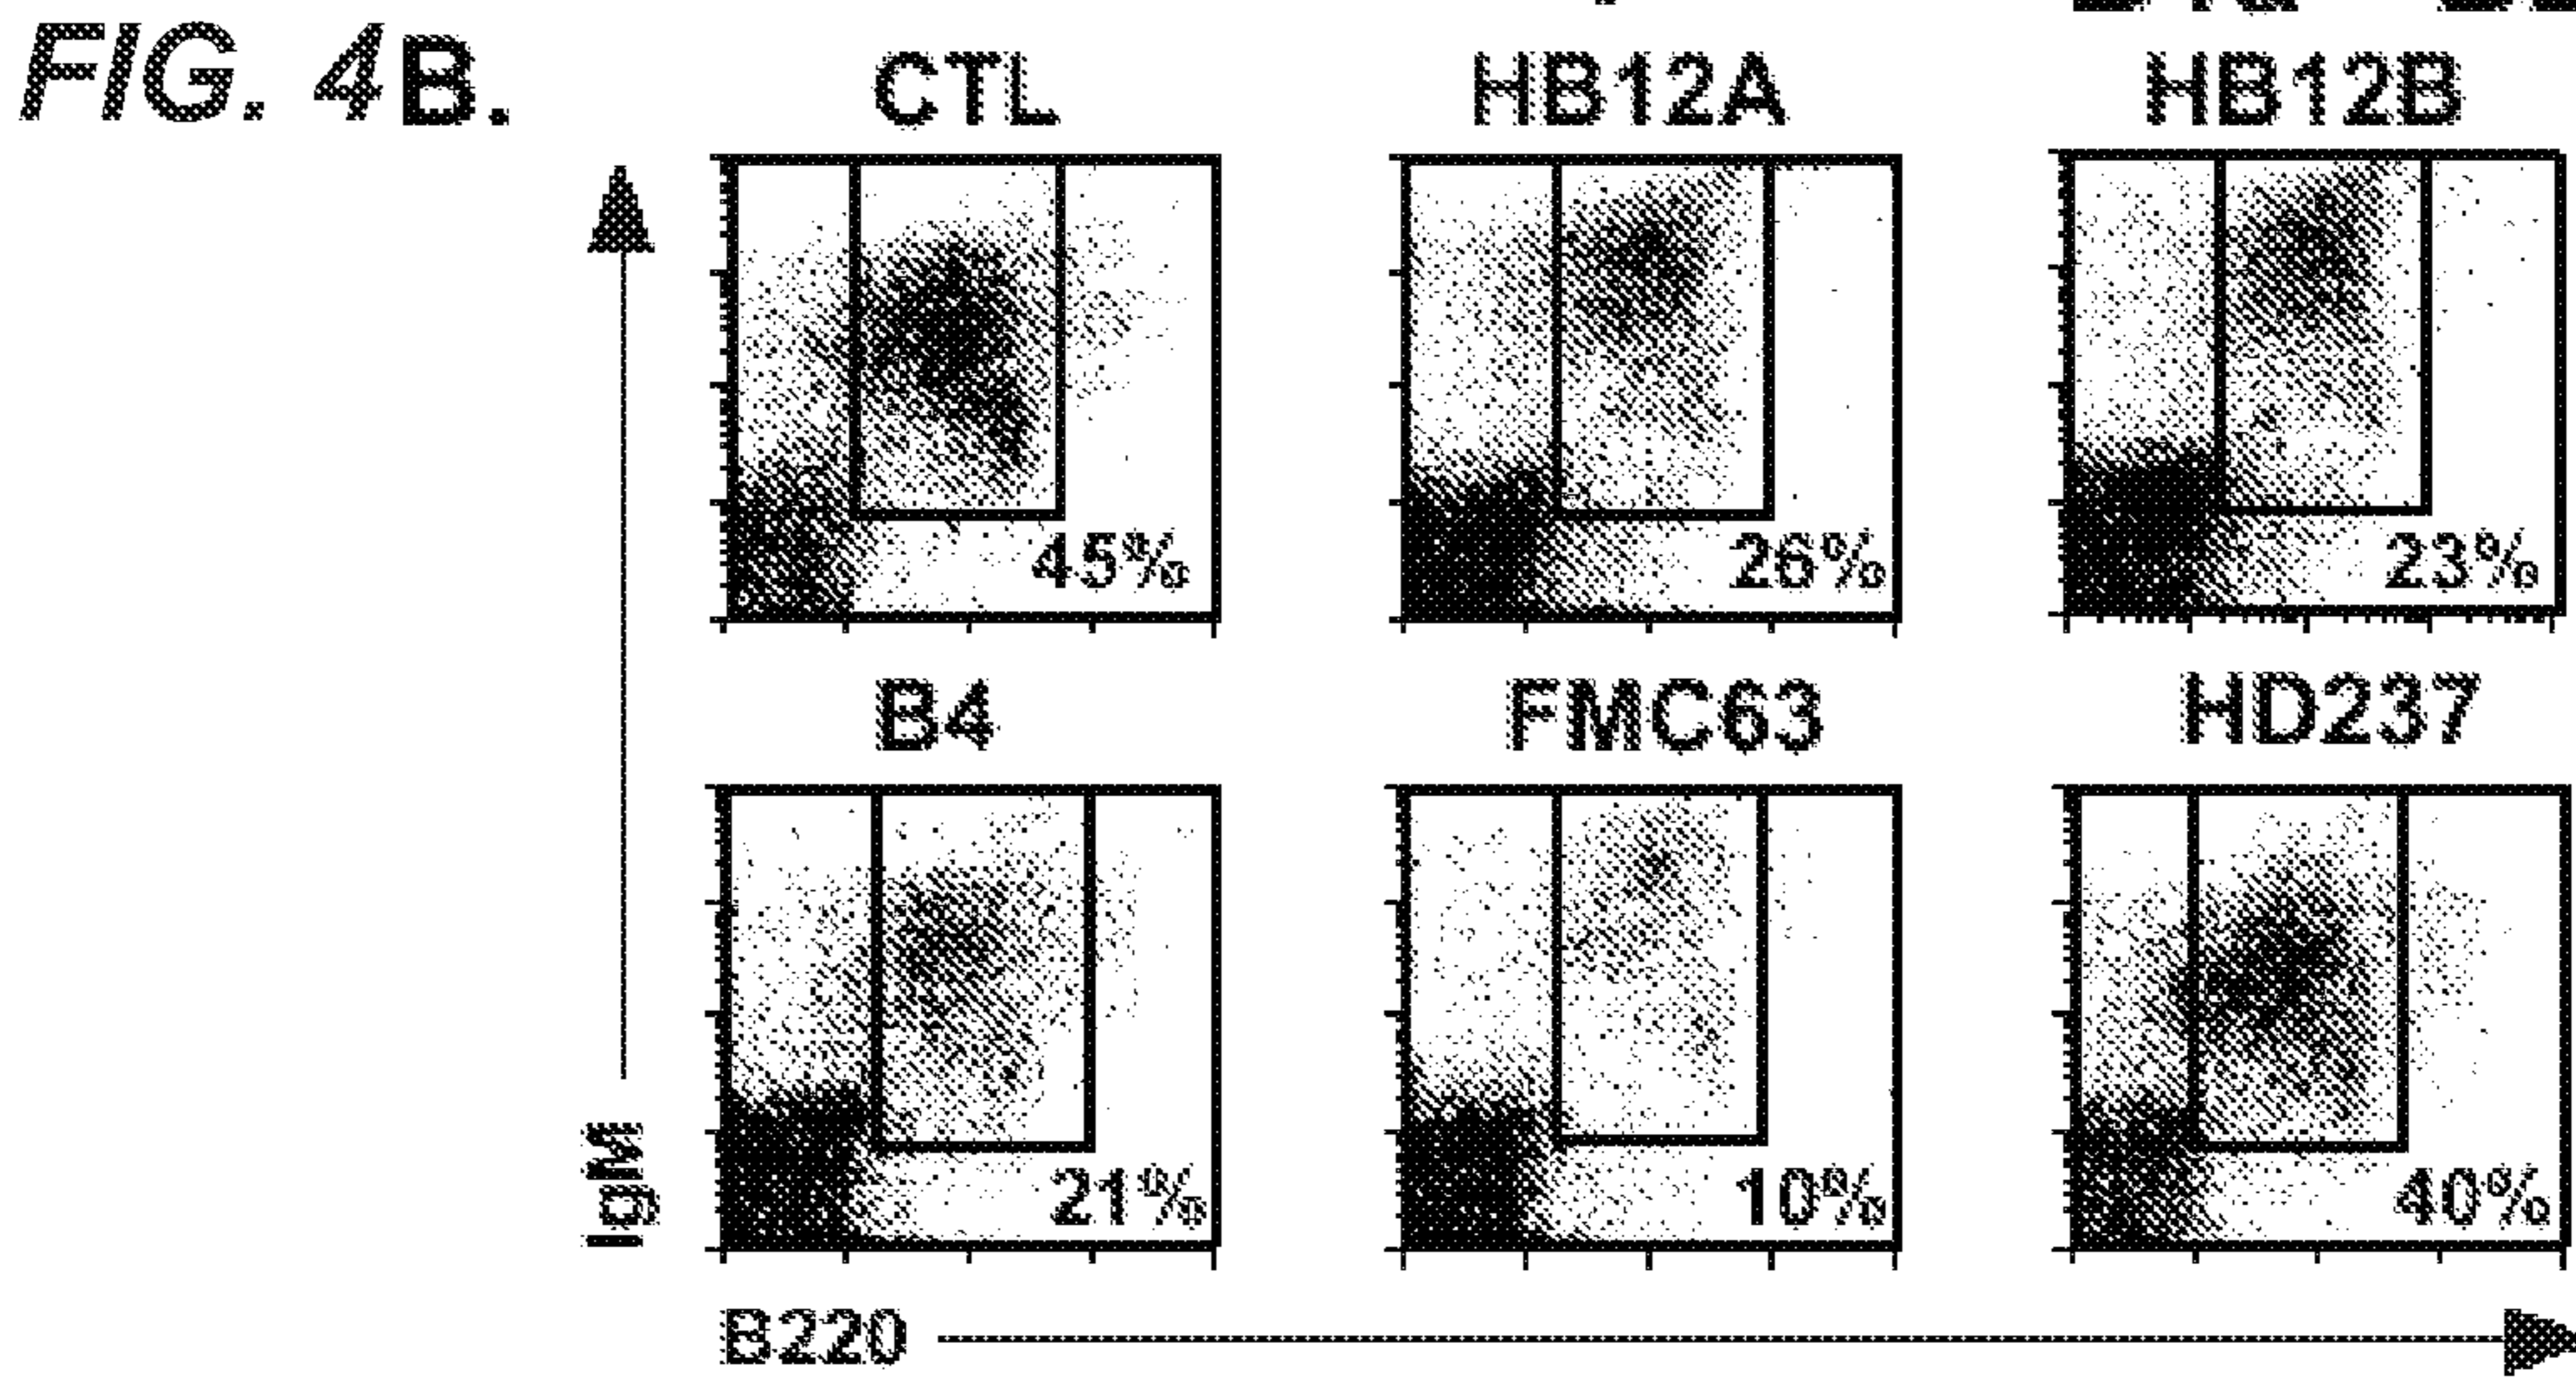 FIG. 4B.
CTL HB12A HB12B
45% 26% 23%
B4 FMC63 HD237
21% 10% 40%
IgM
B220